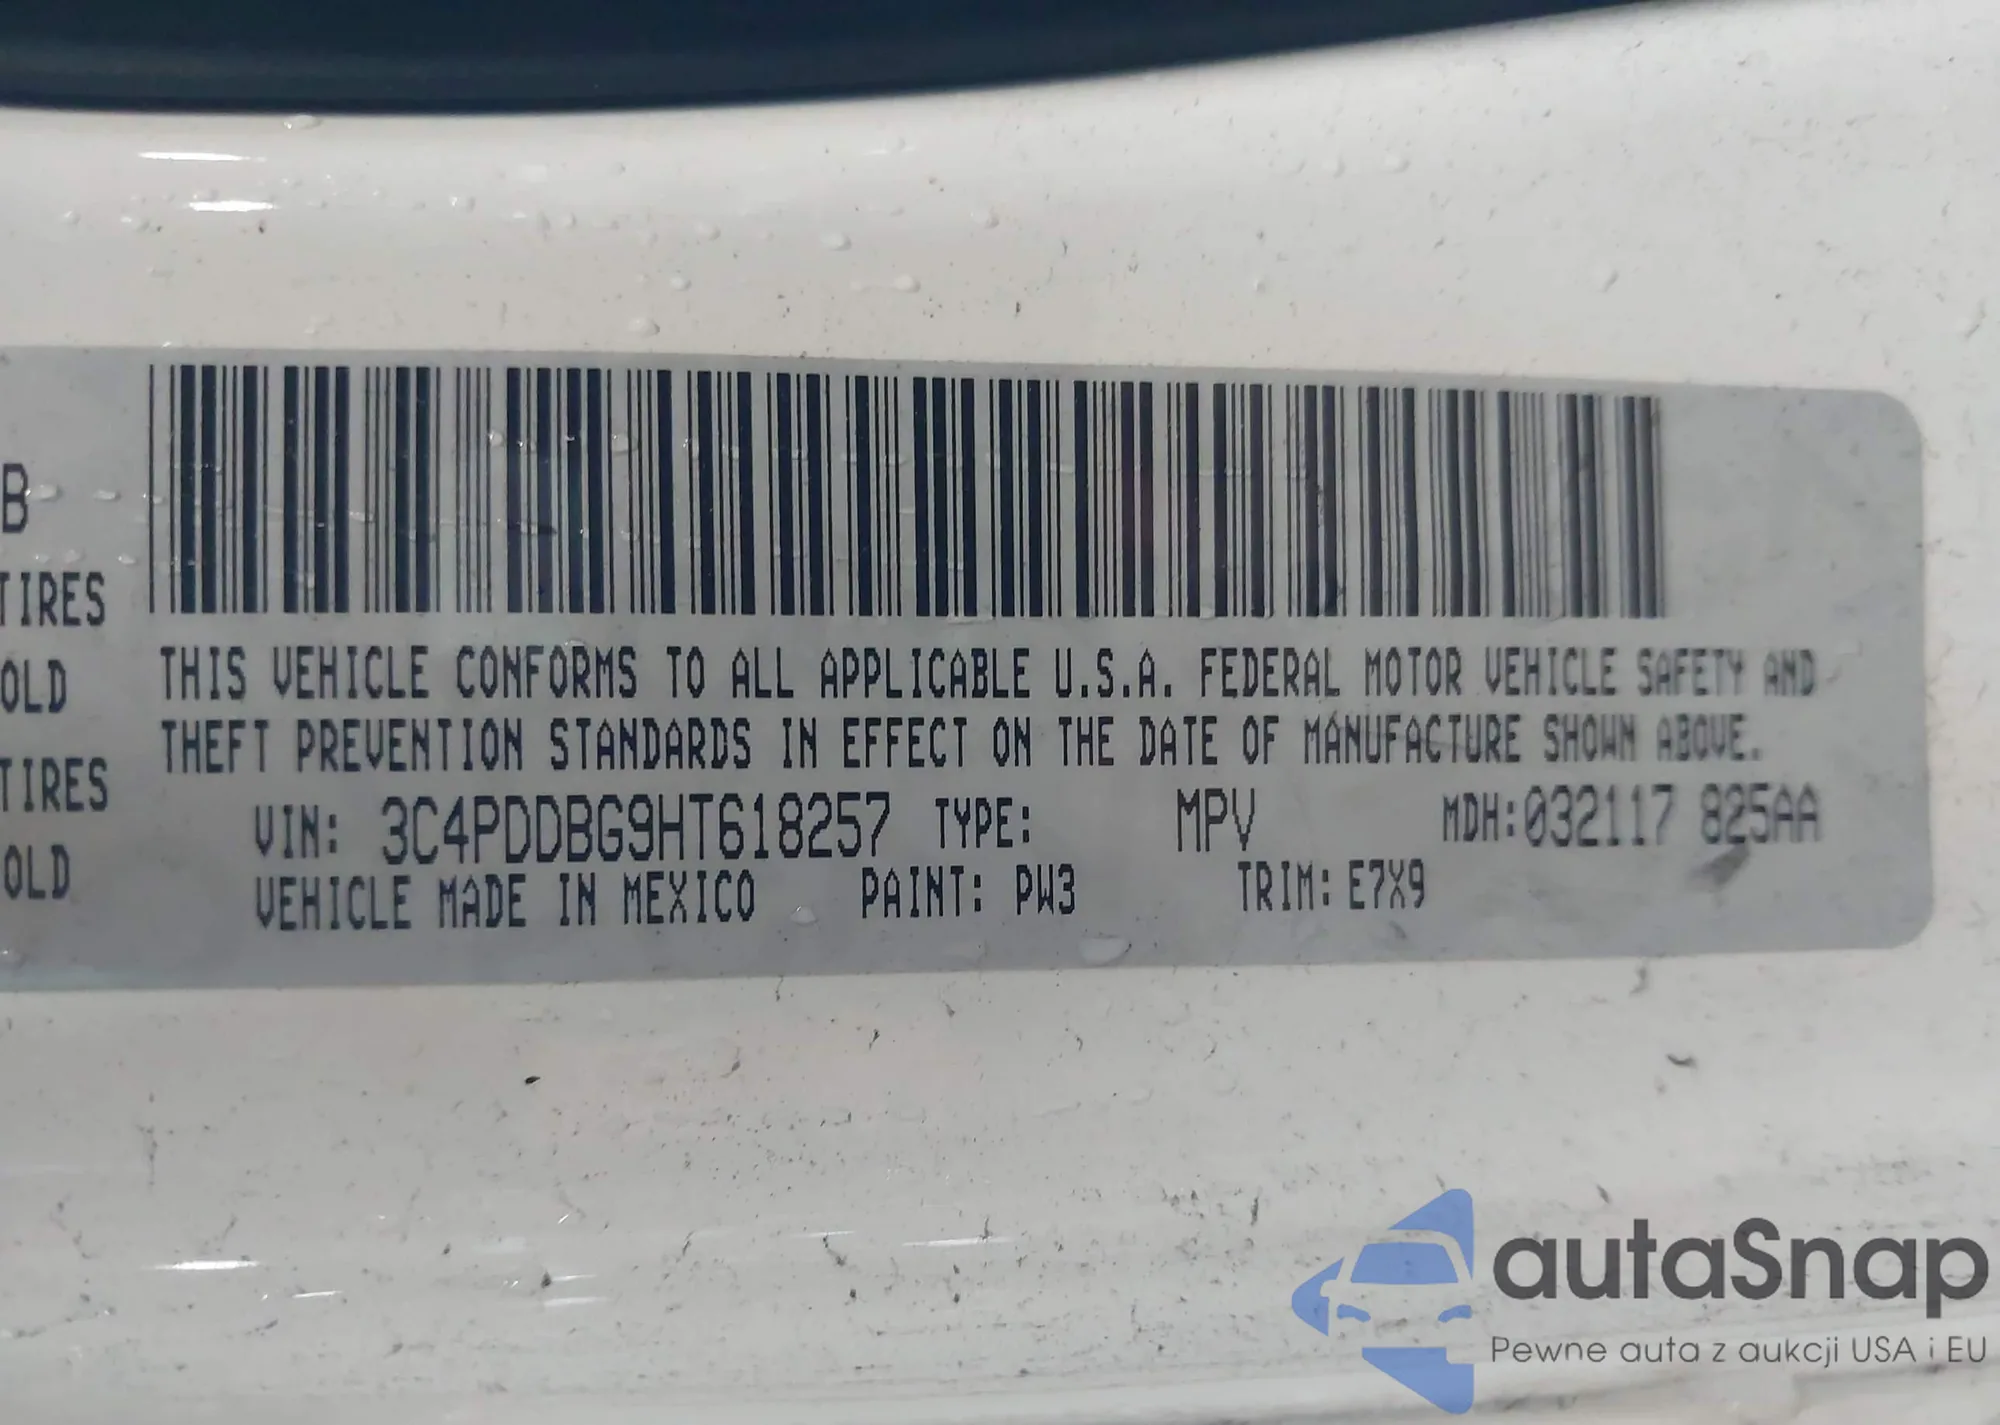 B
TIRES
OLD
TIRES
OLD
THIS VEHICLE CONFORMS TO ALL APPLICABLE U.S.A. FEDERAL MOTOR VEHICLE SAFETY AND
THEFT PREVENTION STANDARDS IN EFFECT ON THE DATE OF MANUFACTURE SHOWN ABOVE.
VIN: 3C4PDDBG9HT618257 TYPE: MPV MDH:032117 825AA
VEHICLE MADE IN MEXICO PAINT: PW3 TRIM: E7X9
autaSnap
Pewne auta z aukcji USA i EU